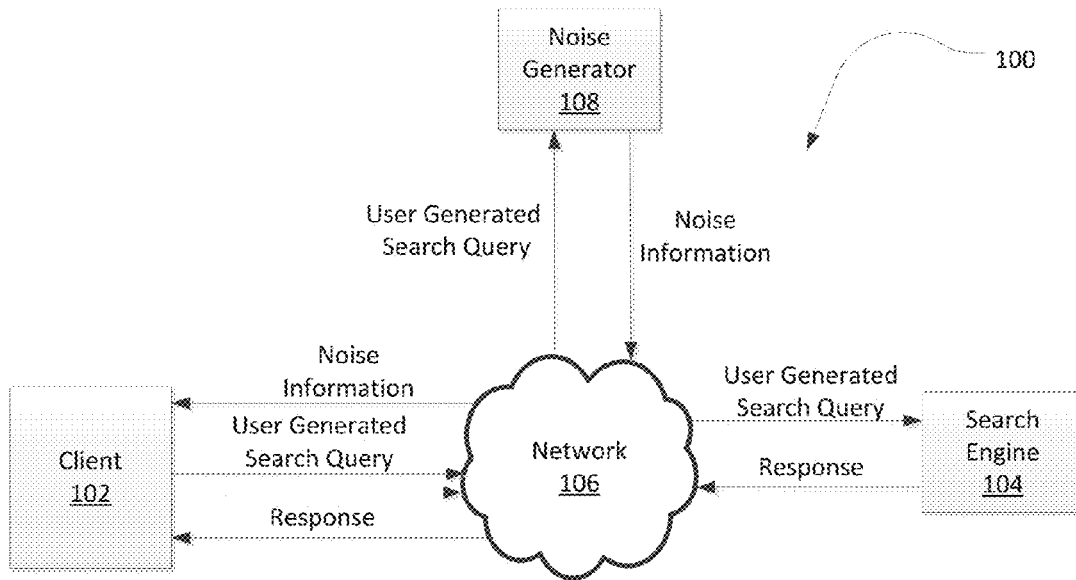 Noise
Generator
108
100
User Generated
Search Query
Noise
Information
Noise
Information
User Generated
Search Query
Client
102
Response
Network
106
User Generated
Search Query
Response
Search
Engine
104